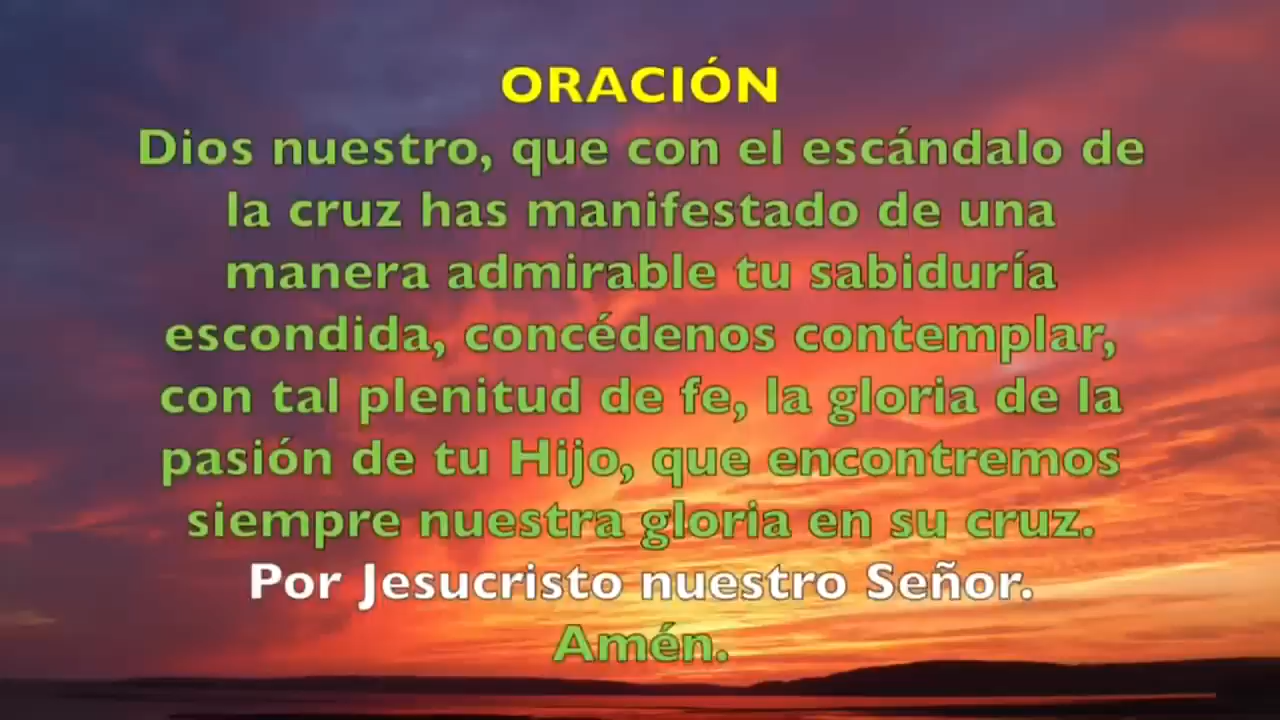 ORACIÓN
Dios nuestro, que con el escándalo de
la cruz has manifestado de una
manera admirable tu sabiduría
escondida, concédenos contemplar,
con tal plenitud de fe, la gloria de la
pasión de tu Hijo, que encontremos
siempre nuestra gloria en su cruz.
Por Jesucristo nuestro Señor.
Amén.